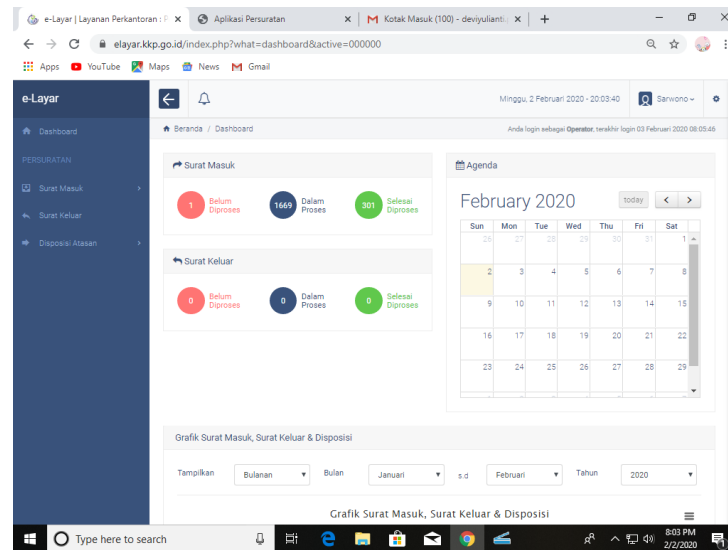 e-Layar | Layanan Perkantoran : P
Aplikasi Persuratan
Kotak Masuk (100) - devijyulianti
elayar.kkp.go.id/index.php?what=dashboard&active=000000
Apps YouTube Maps News Gmail
e-Layar
Minggu, 2 Februari 2020 - 20:03:40
Sarwono
Dashboard
Beranda / Dashboard
Anda login sebagai Operator, terakhir login 03 Februari 2020 08:05:46
PERSURATAN
Surat Masuk
Surat Keluar
Disposisi Atasan
Surat Masuk
1 Belum Diproses
1669 Dalam Proses
301 Selesai Diproses
Surat Keluar
0 Belum Diproses
0 Dalam Proses
0 Selesai Diproses
Agenda
February 2020
today
Sun Mon Tue Wed Thu Fri Sat
26 27 28 29 30 31 1
2 3 4 5 6 7 8
9 10 11 12 13 14 15
16 17 18 19 20 21 22
23 24 25 26 27 28 29
Grafik Surat Masuk, Surat Keluar & Disposisi
Tampilkan Bulanan Bulan Januari s.d Februari Tahun 2020
Grafik Surat Masuk, Surat Keluar & Disposisi
Type here to search
8:03 PM
2/2/2020